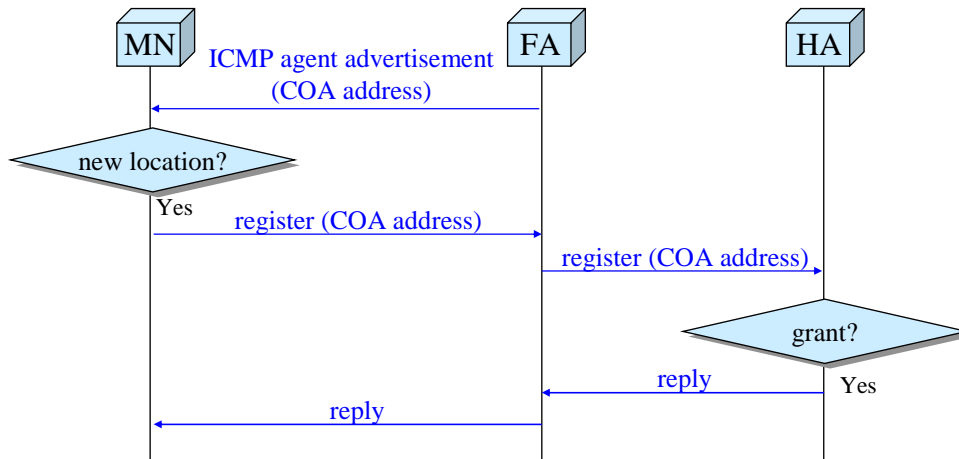 MN
FA
HA
ICMP agent advertisement
(COA address)
new location?
Yes
register (COA address)
register (COA address)
grant?
Yes
reply
reply